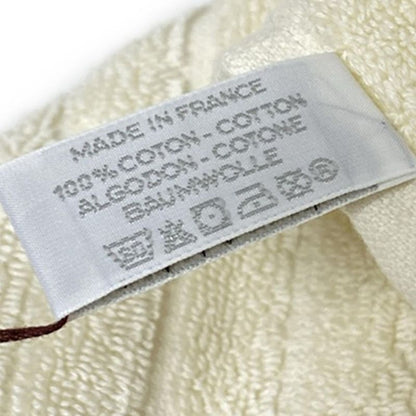 MADE IN FRANCE
100% COTON - COTTON
ALGODON - COTONE
BAUMWOLLE